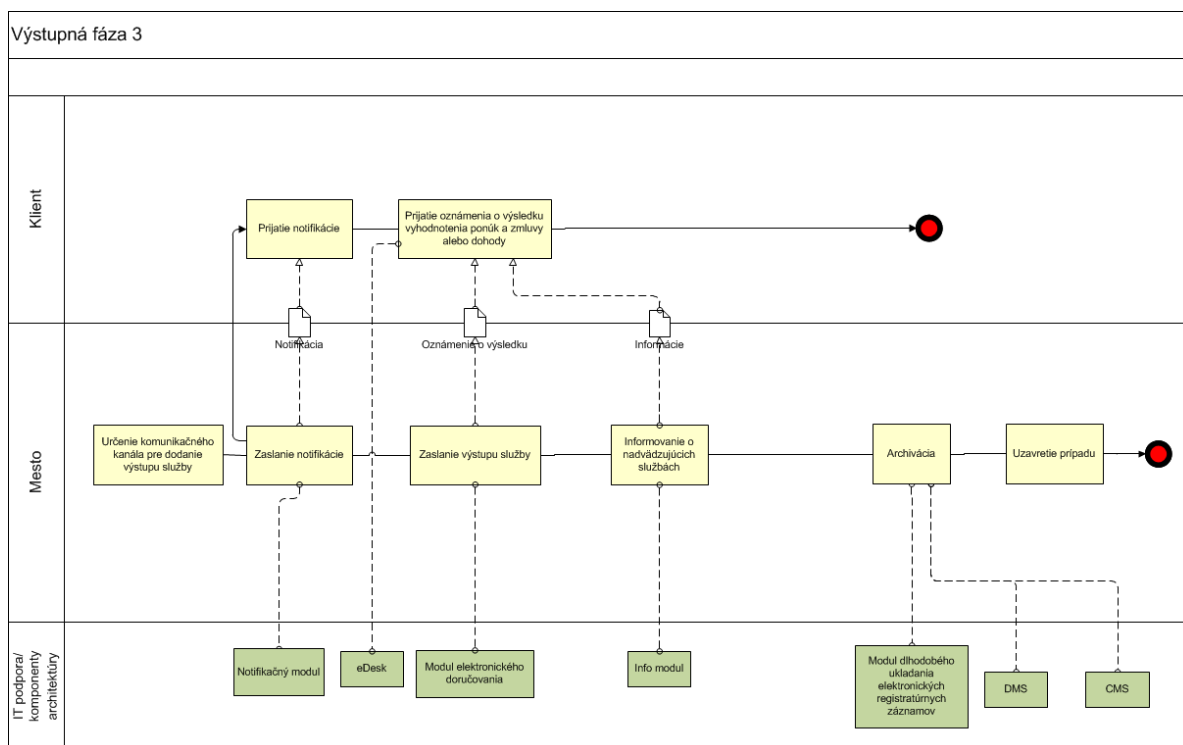 Výstupná fáza 3
Klient
Prijatie notifikácie
Prijatie oznámenia o výsledku
vyhodnotenia ponúk a zmluvy
alebo dohody
Notifikácia
Oznámenie o výsledku
Informácie
Mesto
Určenie komunikačného
kanála pre dodanie
výstupu služby
Zaslanie notifikácie
Zaslanie výstupu služby
Informovanie o
nadvädzujúcich
službách
Archivácia
Uzavretie prípadu
IT podpora/
komponenty
architektúry
Notifikačný modul
eDesk
Modul elektronického
doručovania
Info modul
Modul dlhodobého
ukladania
elektronických
registratúrnych
záznamov
DMS
CMS